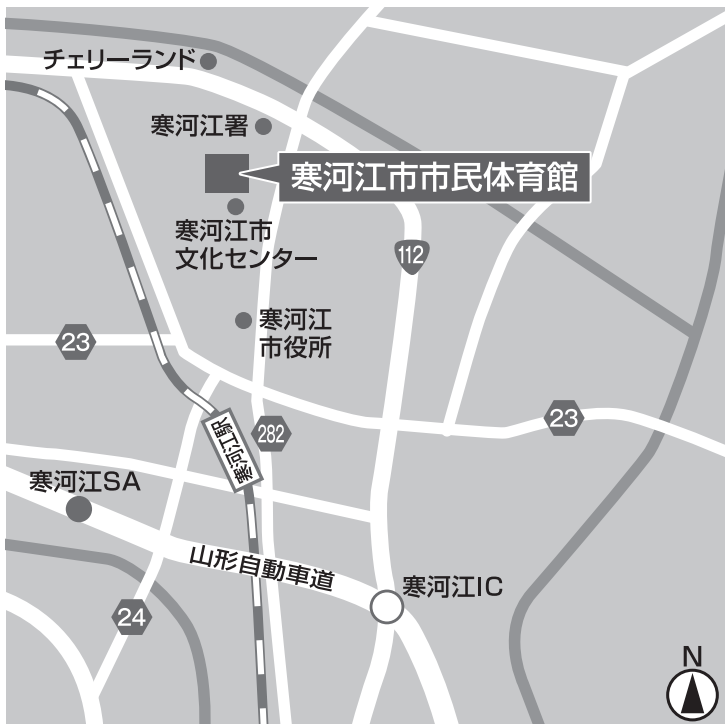 チェリーランド
寒河江署
寒河江市市民体育館
寒河江市
文化センター
112
寒河江
市役所
23
23
282
寒河江駅
寒河江SA
山形自動車道
寒河江IC
24
N